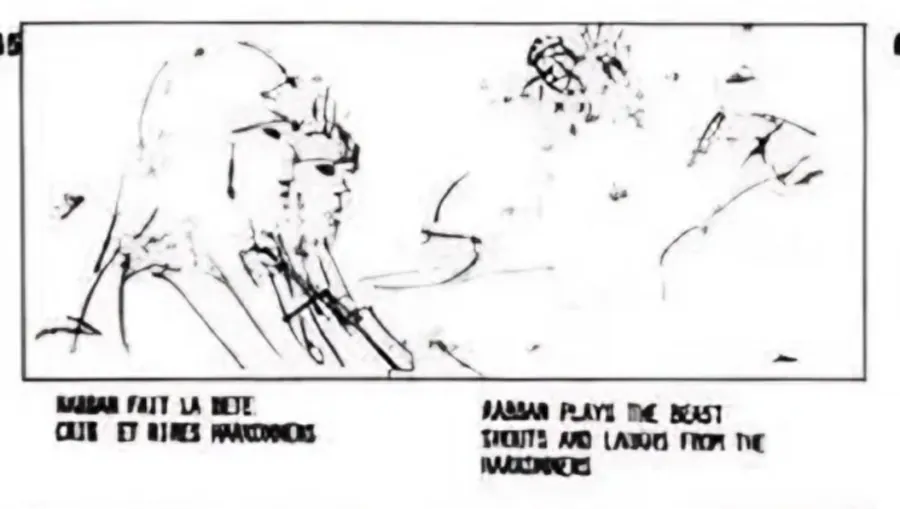 RABBAN FAIT LA BETE
CRIS ET RIRES HARKONNENS
RABBAN PLAYS THE BEAST
SHOUTS AND LAUGHS FROM THE
HARKONNENS